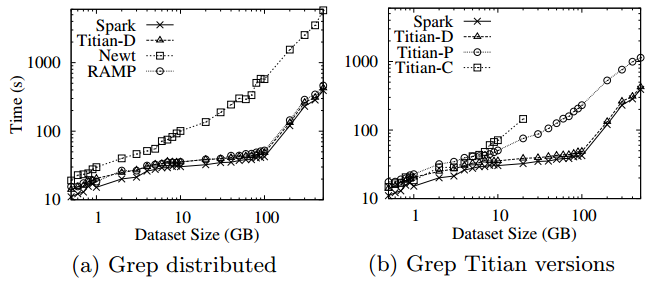 Spark
Titian-D
Newt
RAMP
Time (s)
1000
100
10
1
10
100
Dataset Size (GB)
(a) Grep distributed
Spark
Titian-D
Titian-P
Titian-C
1000
100
10
1
10
100
Dataset Size (GB)
(b) Grep Titian versions